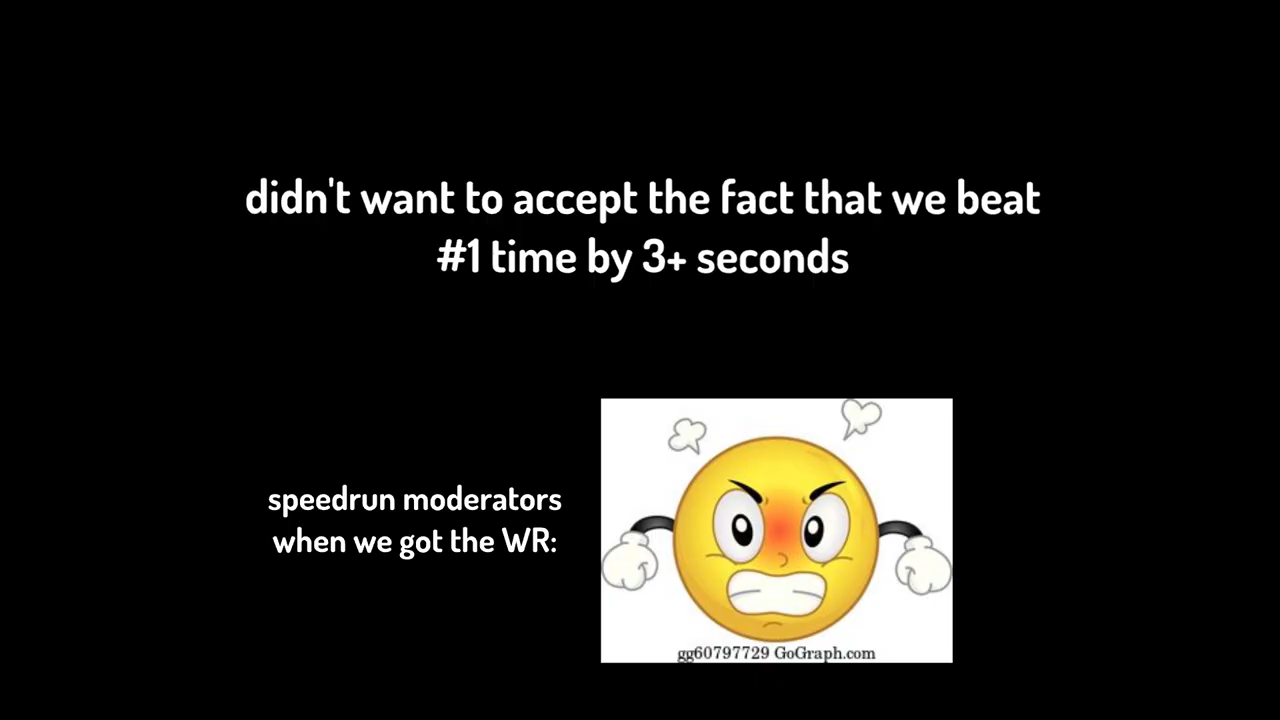 didn't want to accept the fact that we beat
#1 time by 3+ seconds
speedrun moderators
when we got the WR:
gg60797729 GoGraph.com